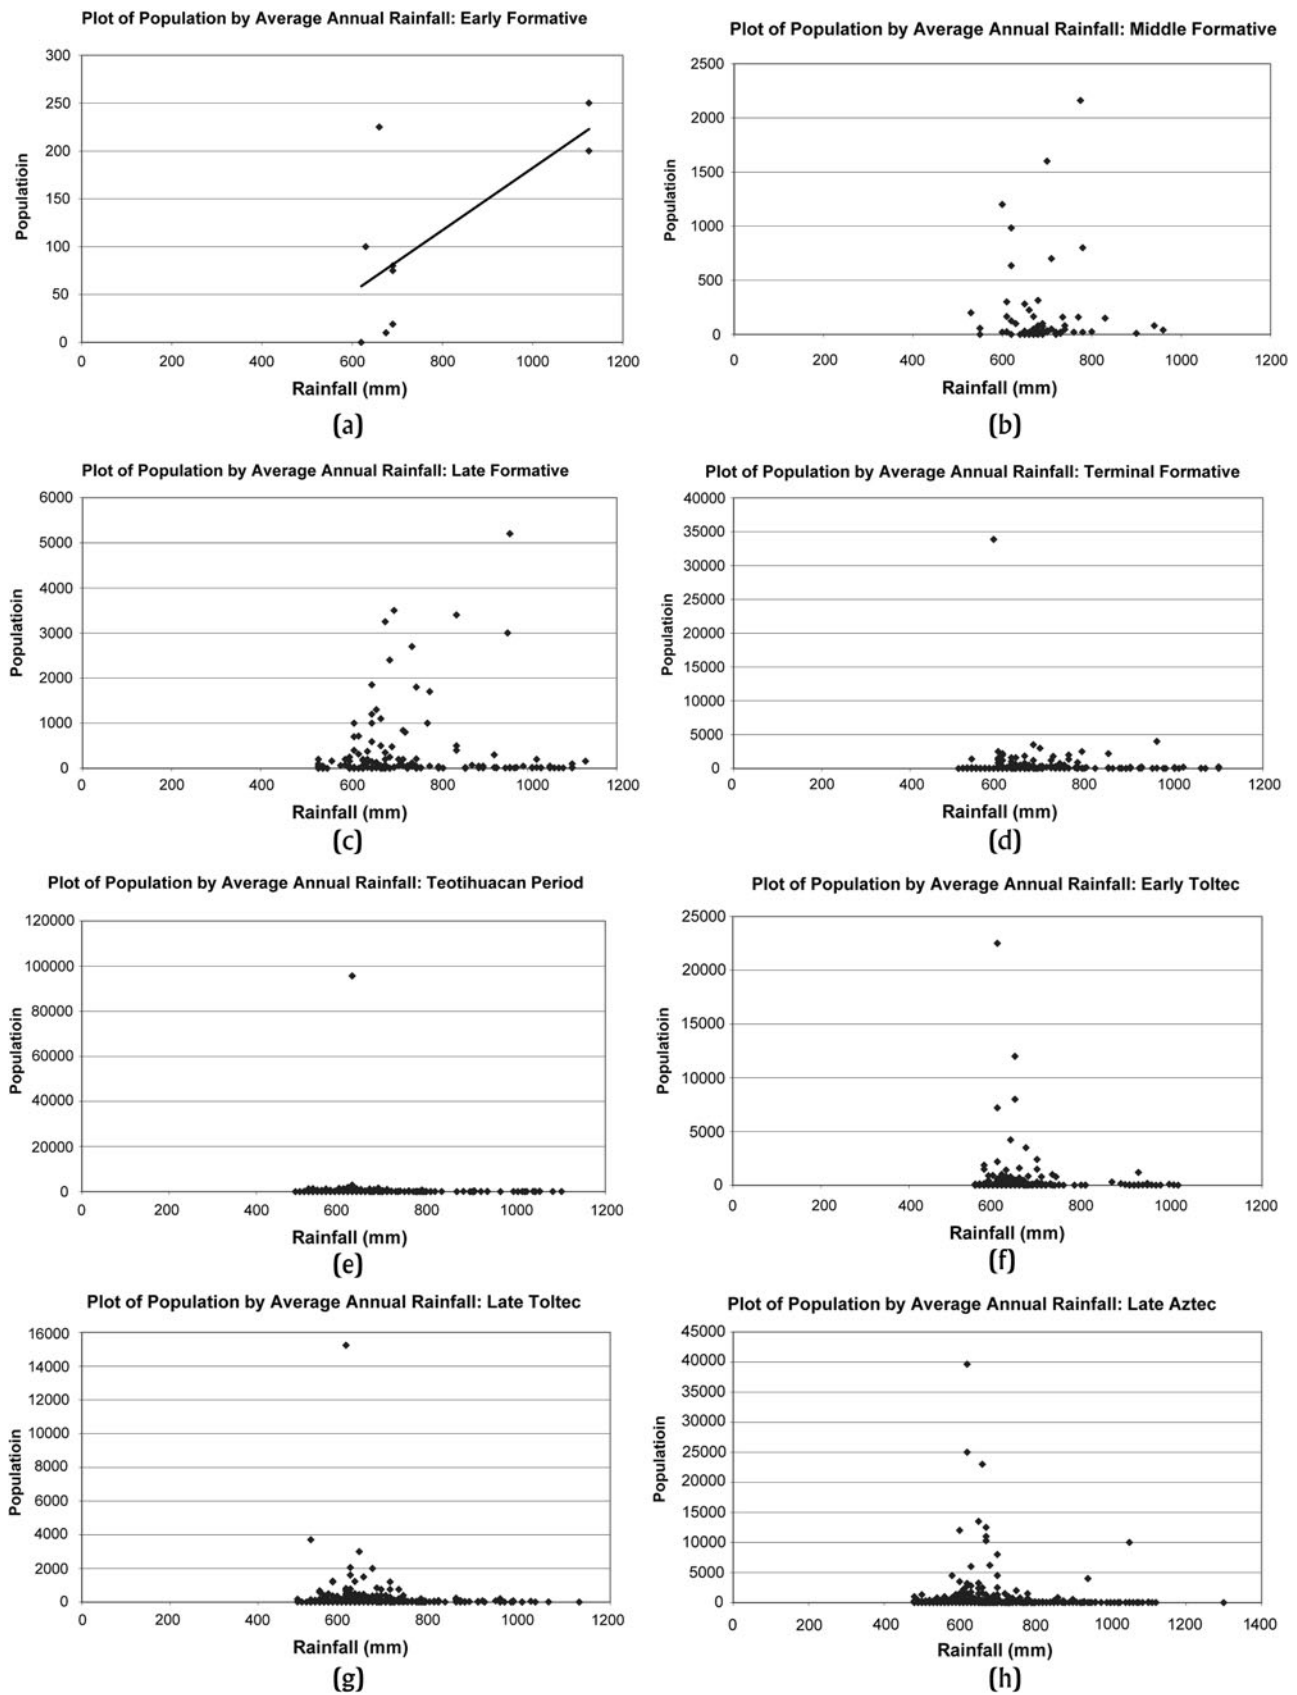 Plot of Population by Average Annual Rainfall: Early Formative
300
250
200
150
100
50
0
0 200 400 600 800 1000 1200
Populatioin
Rainfall (mm)
(a)
Plot of Population by Average Annual Rainfall: Middle Formative
2500
2000
1500
1000
500
0
0 200 400 600 800 1000 1200
Populatioin
Rainfall (mm)
(b)
Plot of Population by Average Annual Rainfall: Late Formative
6000
5000
4000
3000
2000
1000
0
0 200 400 600 800 1000 1200
Populatioin
Rainfall (mm)
(c)
Plot of Population by Average Annual Rainfall: Terminal Formative
40000
35000
30000
25000
20000
15000
10000
5000
0
0 200 400 600 800 1000 1200
Populatioin
Rainfall (mm)
(d)
Plot of Population by Average Annual Rainfall: Teotihuacan Period
120000
100000
80000
60000
40000
20000
0
0 200 400 600 800 1000 1200
Populatioin
Rainfall (mm)
(e)
Plot of Population by Average Annual Rainfall: Early Toltec
25000
20000
15000
10000
5000
0
0 200 400 600 800 1000 1200
Populatioin
Rainfall (mm)
(f)
Plot of Population by Average Annual Rainfall: Late Toltec
16000
14000
12000
10000
8000
6000
4000
2000
0
0 200 400 600 800 1000 1200
Populatioin
Rainfall (mm)
(g)
Plot of Population by Average Annual Rainfall: Late Aztec
45000
40000
35000
30000
25000
20000
15000
10000
5000
0
0 200 400 600 800 1000 1200 1400
Populatioin
Rainfall (mm)
(h)